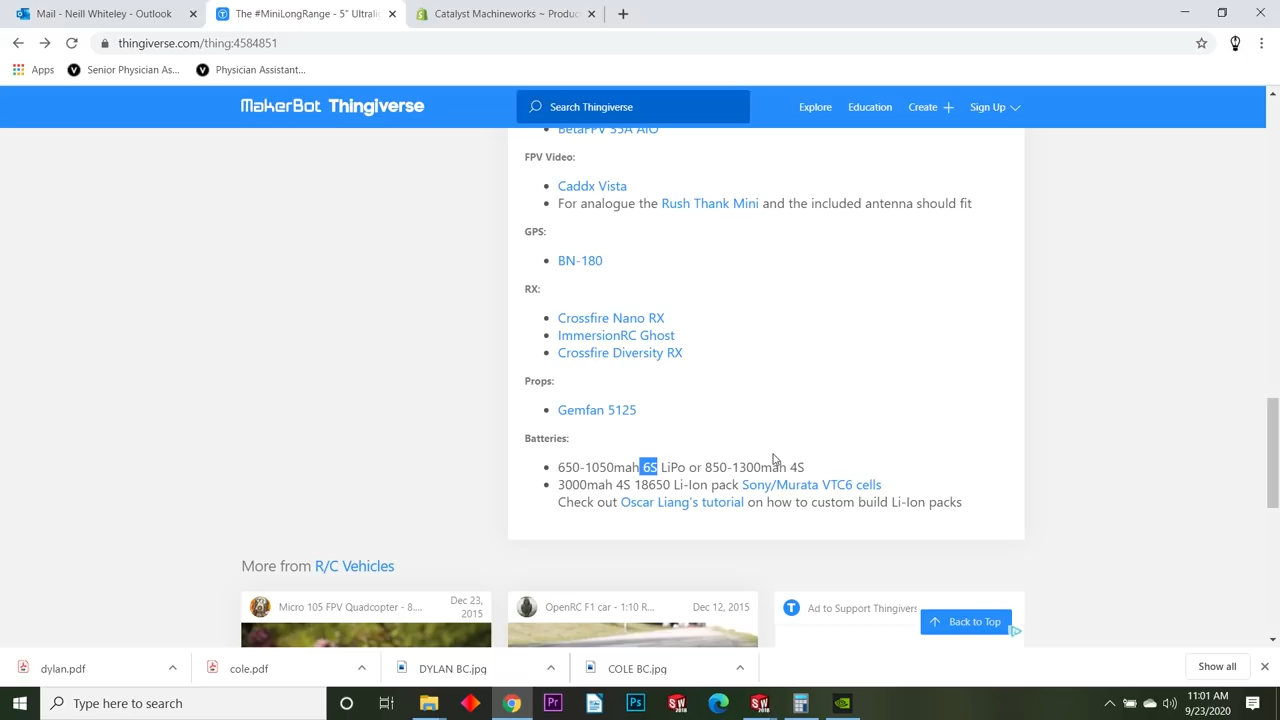 Mail - Neill Whiteley - Outlook
The #MiniLongRange - 5" Ultralig
Catalyst Machineworks ~ Produc
thingiverse.com/thing:4584851
Apps
Senior Physician As...
Physician Assistant...
MakerBot Thingiverse
Search Thingiverse
Explore
Education
Create
Sign Up
BetaFPV 35A AIO
FPV Video:
Caddx Vista
For analogue the Rush Thank Mini and the included antenna should fit
GPS:
BN-180
RX:
Crossfire Nano RX
ImmersionRC Ghost
Crossfire Diversity RX
Props:
Gemfan 5125
Batteries:
650-1050mah 6S LiPo or 850-1300mah 4S
3000mah 4S 18650 Li-Ion pack Sony/Murata VTC6 cells
Check out Oscar Liang's tutorial on how to custom build Li-Ion packs
More from R/C Vehicles
Micro 105 FPV Quadcopter - 8....
Dec 23, 2015
OpenRC F1 car - 1:10 R...
Dec 12, 2015
Ad to Support Thingivers
Back to Top
dylan.pdf
cole.pdf
DYLAN BC.jpg
COLE BC.jpg
Show all
Type here to search
11:01 AM
9/23/2020